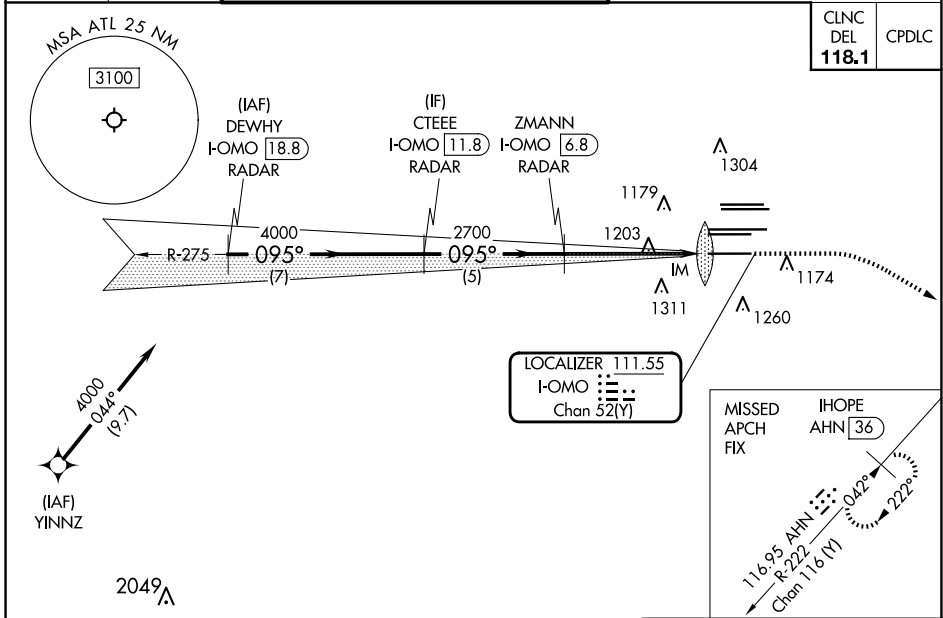 MSA ATL 25 NM
3100
CLNC
DEL
118.1
CPDLC
(IAF)
DEWHY
I-OMO 18.8
RADAR
(IF)
CTEEE
I-OMO 11.8
RADAR
ZMANN
I-OMO 6.8
RADAR
1304
1179
1203
4000
2700
R-275
095°
095°
(7)
(5)
IM
1174
1311
1260
LOCALIZER 111.55
I-OMO
Chan 52(Y)
4000
044°
(9.7)
(IAF)
YINNZ
2049
MISSED
APCH
FIX
IHOPE
AHN 36
042°
222°
116.95 AHN
R-222
Chan 116 (Y)